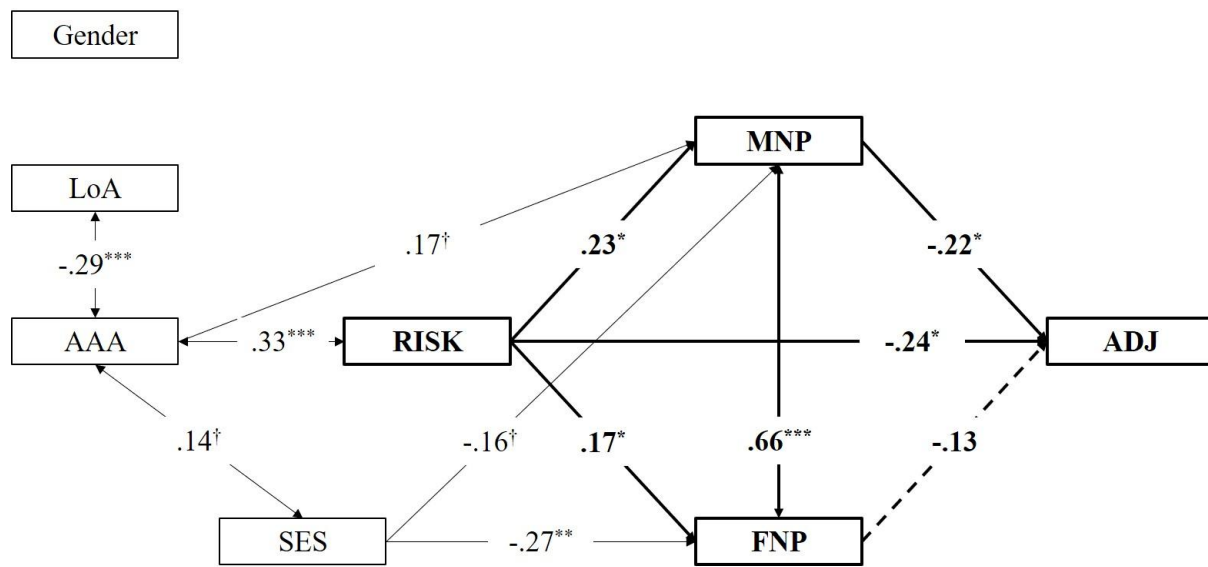 Gender
MNP
LoA
.17†
.23*
-.22*
-.29***
AAA
.33***
RISK
-.24*
ADJ
.14†
-.16†
.17*
.66***
-.13
SES
-.27**
FNP